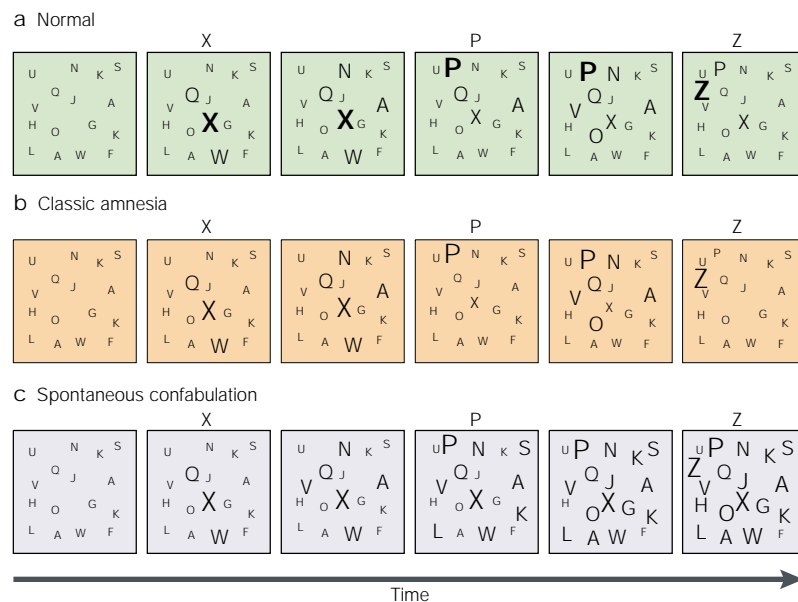 a Normal
X P Z
U N K S
Q J
V A
H O G K
L A W F
U N K S
Q J
V A
H O X G K
L A W F
U N K S
Q J
V A
H O X G K
L A W F
U P N K S
Q J
V A
H O X G K
L A W F
U P N K S
Q J
V A
H O X G K
L A W F
U P N K S
Z Q J
V A
H O X G K
L A W F
b Classic amnesia
X P Z
U N K S
Q J
V A
H O G K
L A W F
U N K S
Q J
V A
H O X G K
L A W F
U N K S
Q J
V A
H O X G K
L A W F
U P N K S
Q J
V A
H O X G K
L A W F
U P N K S
Q J
V A
H O X G K
L A W F
U P N K S
Z Q J
V A
H O G K
L A W F
c Spontaneous confabulation
X P Z
U N K S
Q J
V A
H O G K
L A W F
U N K S
Q J
V A
H O X G K
L A W F
U N K S
Q J
V A
H O X G K
L A W F
U P N K S
Q J
V A
H O X G K
L A W F
U P N K S
Q J
V A
H O X G K
L A W F
U P N K S
Z Q J
V A
H O X G K
L A W F
Time